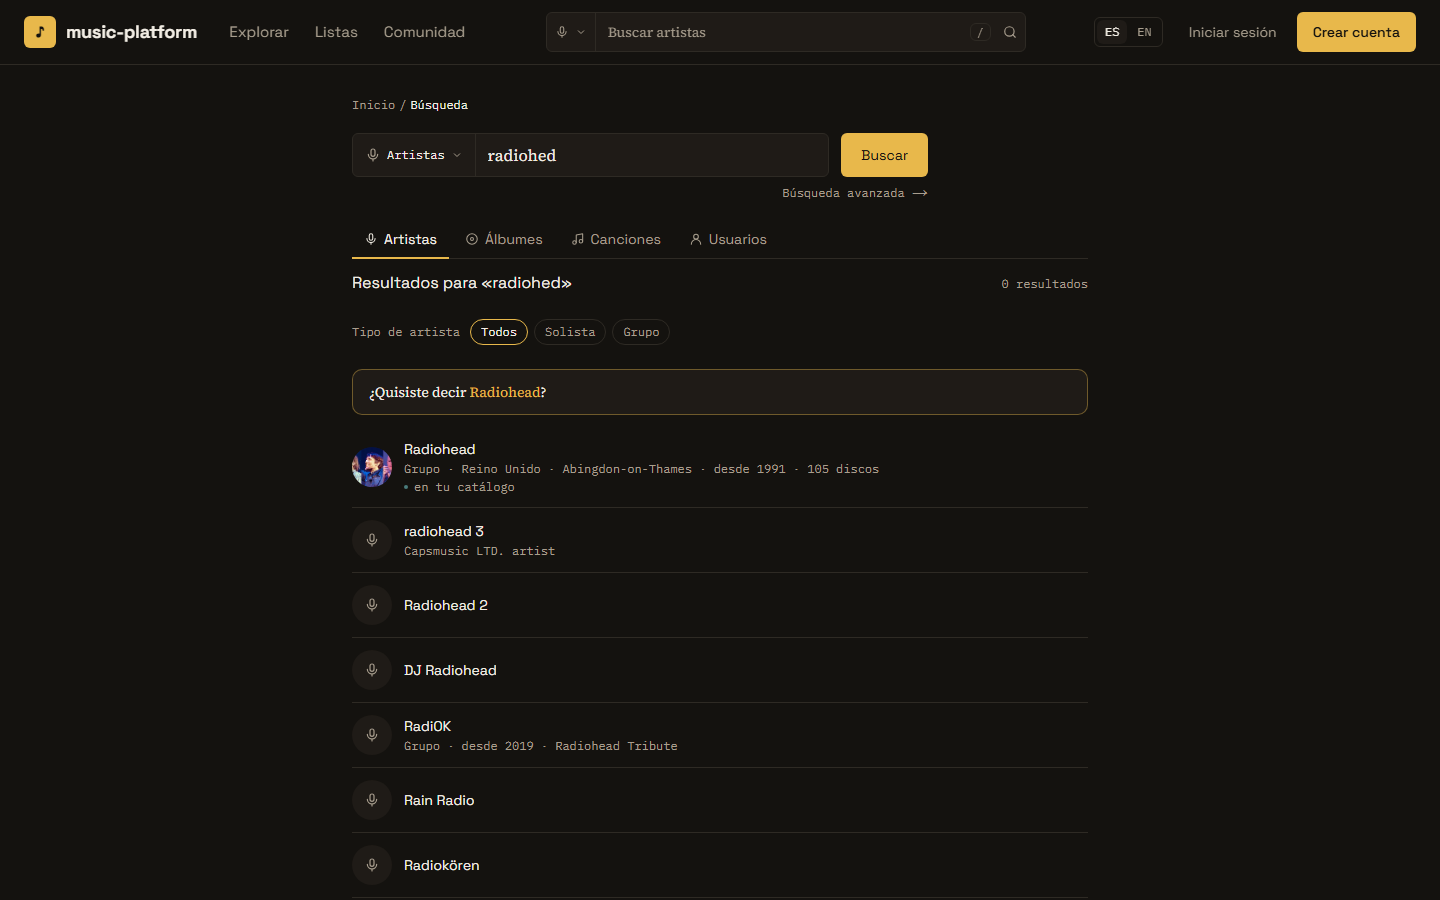 music-platform Explorar Listas Comunidad Buscar artistas / ES EN Iniciar sesión Crear cuenta
Inicio / Búsqueda
Artistas radiohed Buscar
Búsqueda avanzada →
Artistas Álbumes Canciones Usuarios
Resultados para «radiohed» 0 resultados
Tipo de artista Todos Solista Grupo
¿Quisiste decir Radiohead?
Radiohead
Grupo · Reino Unido · Abingdon-on-Thames · desde 1991 · 105 discos
• en tu catálogo
radiohead 3
Capsmusic LTD. artist
Radiohead 2
DJ Radiohead
RadiOK
Grupo · desde 2019 · Radiohead Tribute
Rain Radio
Radiokören